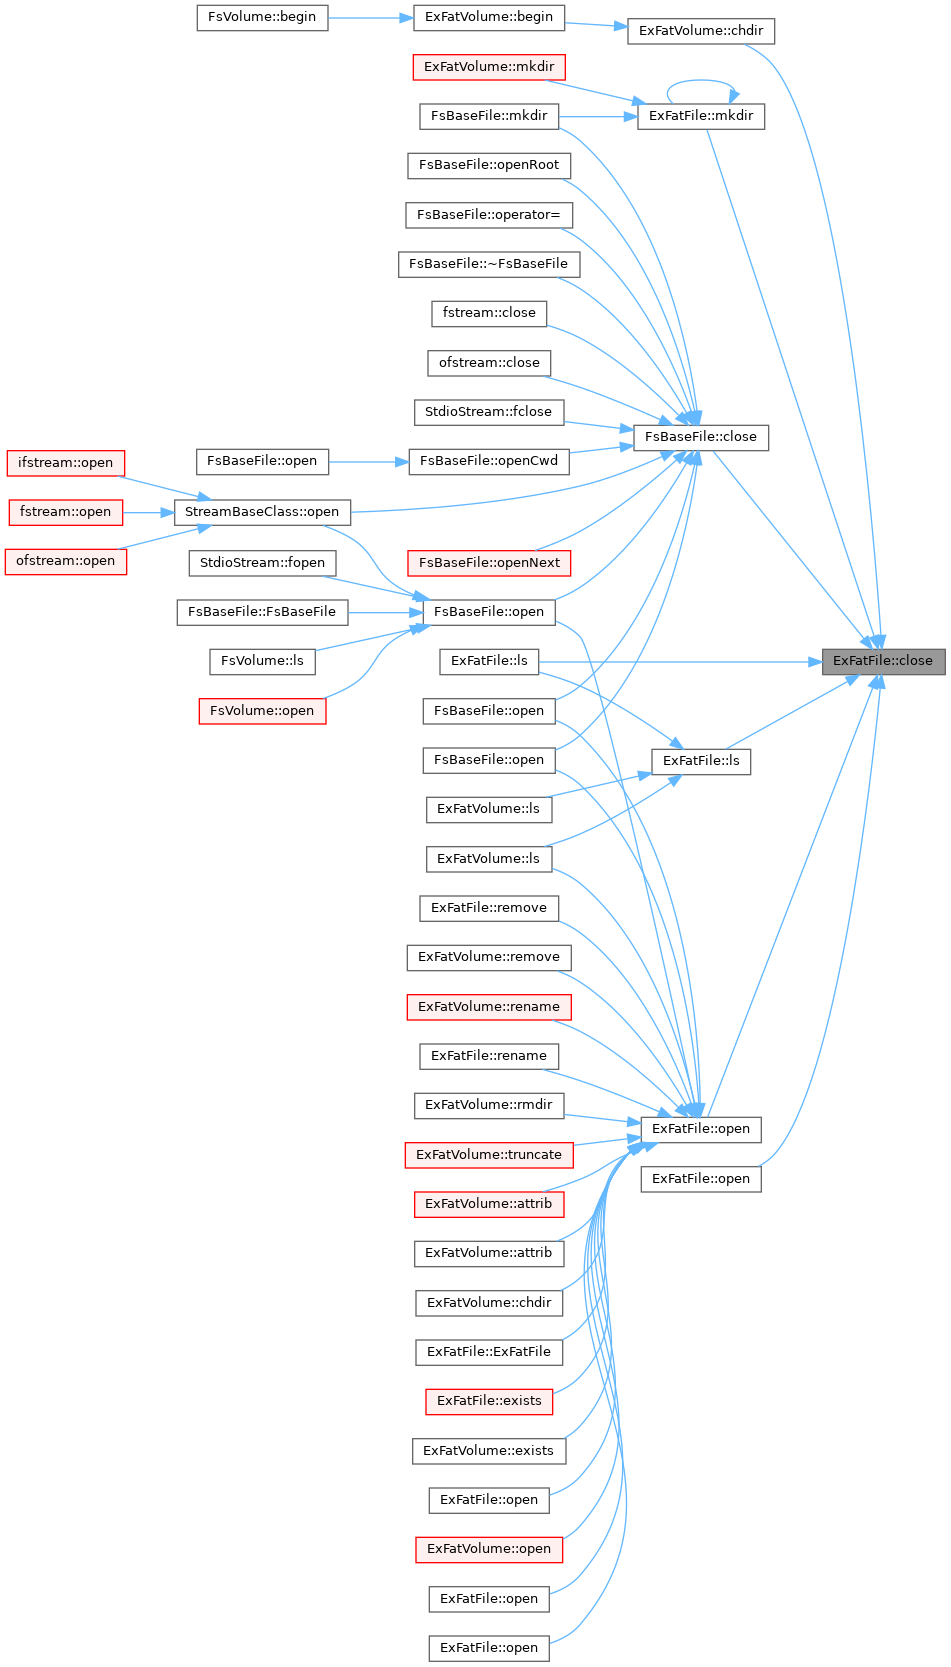 FsVolume::begin
ExFatVolume::begin
ExFatVolume::chdir
ExFatVolume::mkdir
FsBaseFile::mkdir
ExFatFile::mkdir
FsBaseFile::openRoot
FsBaseFile::operator=
FsBaseFile::~FsBaseFile
fstream::close
ofstream::close
StdioStream::fclose
FsBaseFile::close
ifstream::open
FsBaseFile::open
FsBaseFile::openCwd
fstream::open
StreamBaseClass::open
ofstream::open
StdioStream::fopen
FsBaseFile::openNext
FsBaseFile::FsBaseFile
FsBaseFile::open
FsVolume::ls
ExFatFile::ls
ExFatFile::close
FsVolume::open
FsBaseFile::open
FsBaseFile::open
ExFatFile::ls
ExFatVolume::ls
ExFatVolume::ls
ExFatFile::remove
ExFatVolume::remove
ExFatVolume::rename
ExFatFile::rename
ExFatVolume::rmdir
ExFatFile::open
ExFatVolume::truncate
ExFatFile::open
ExFatVolume::attrib
ExFatVolume::attrib
ExFatVolume::chdir
ExFatFile::ExFatFile
ExFatFile::exists
ExFatVolume::exists
ExFatFile::open
ExFatVolume::open
ExFatFile::open
ExFatFile::open